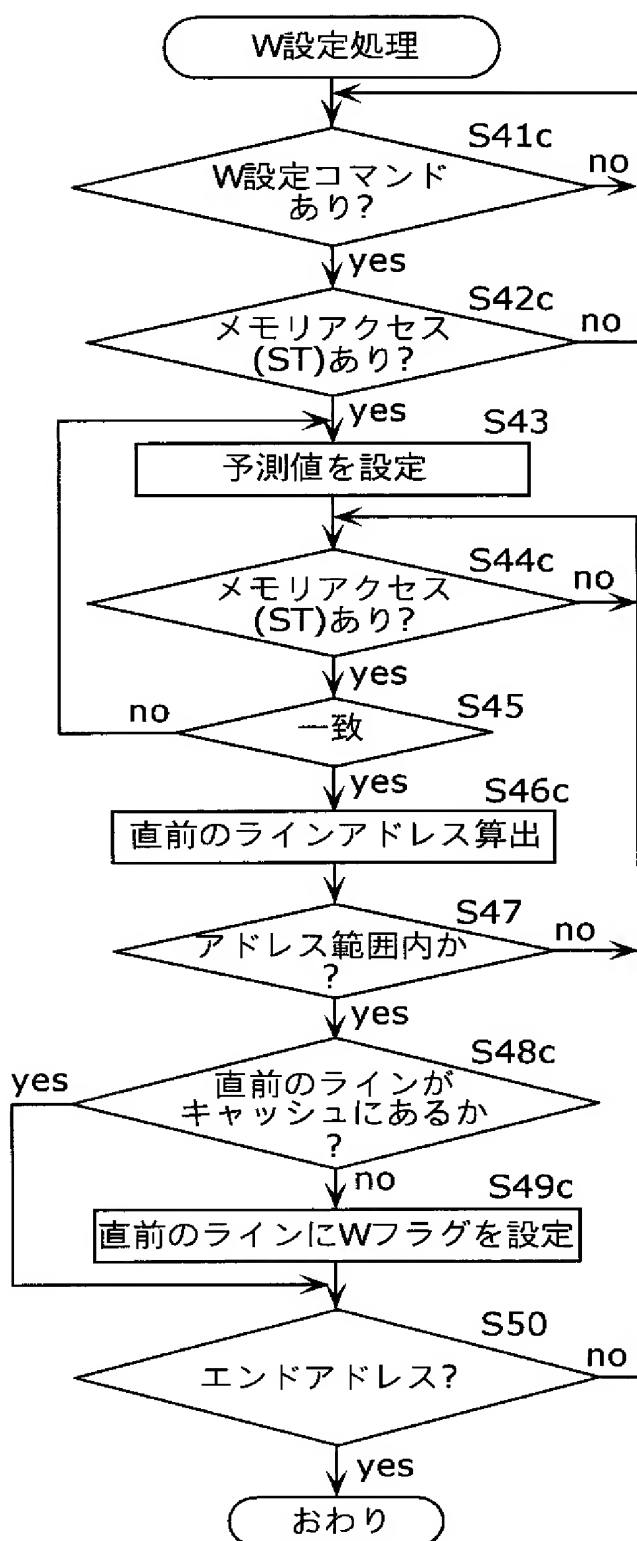 W設定処理
S41c
W設定コマンド
あり?
no
yes
S42c
メモリアクセス
(ST)あり?
no
yes
S43
予測値を設定
S44c
メモリアクセス
(ST)あり?
no
yes
S45
一致
no
yes
S46c
直前のラインアドレス算出
S47
アドレス範囲内か
?
no
yes
S48c
直前のラインが
キャッシュにあるか
?
yes
no
S49c
直前のラインにWフラグを設定
S50
エンドアドレス?
no
yes
おわり